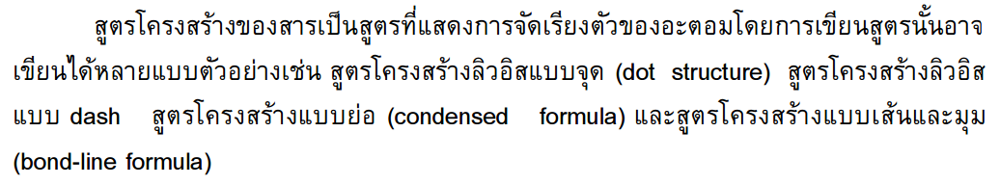 สูตรโครงสร้างของสารเป็นสูตรที่แสดงการจัดเรียงตัวของอะตอมโดยการเขียนสูตรนั้นอาจ
เขียนได้หลายแบบตัวอย่างเช่น สูตรโครงสร้างลิวอิสแบบจุด (dot structure) สูตรโครงสร้างลิวอิส
แบบ dash สูตรโครงสร้างแบบย่อ (condensed formula) และสูตรโครงสร้างแบบเส้นและมุม
(bond-line formula)